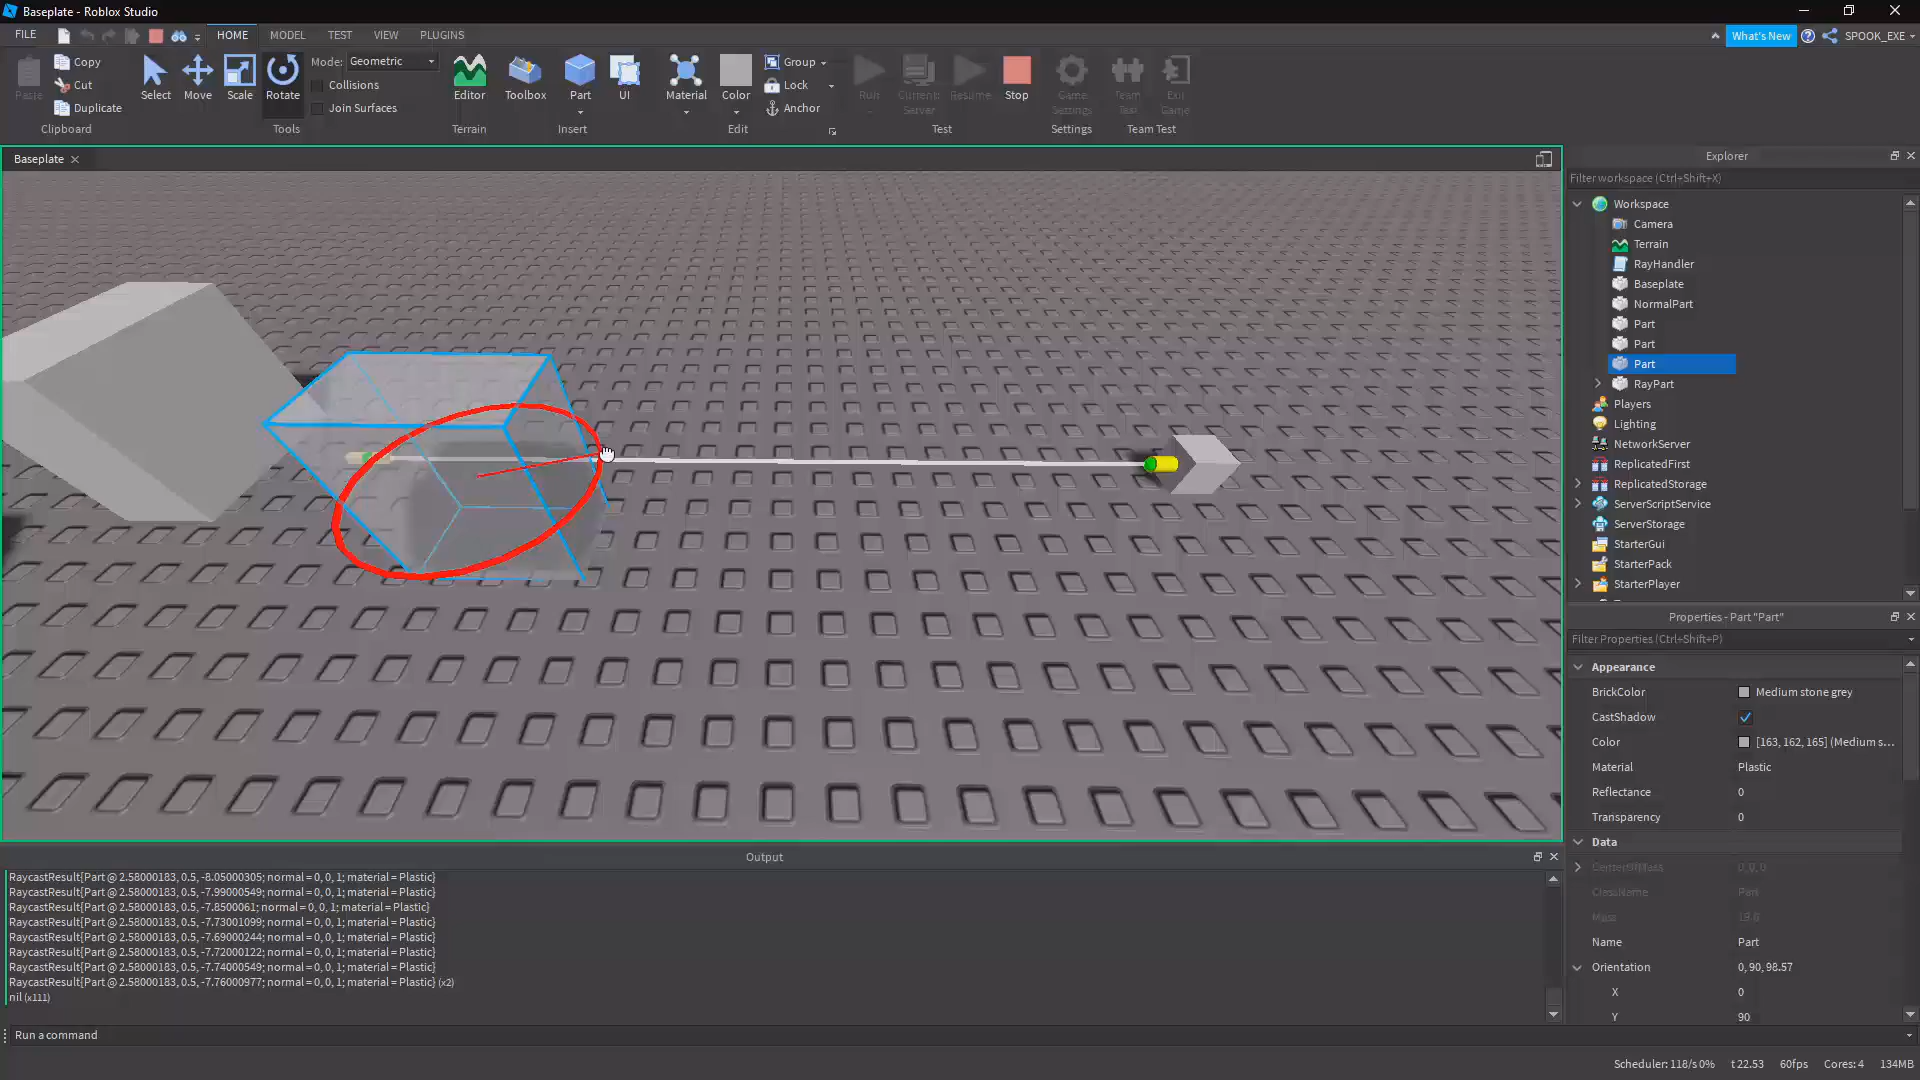 Baseplate - Roblox Studio
FILE
HOME
MODEL
TEST
VIEW
PLUGINS
What's New
SPOOK_EXE
Paste
Copy
Cut
Duplicate
Clipboard
Select
Move
Scale
Rotate
Mode:
Geometric
Collisions
Join Surfaces
Tools
Editor
Terrain
Toolbox
Part
UI
Insert
Material
Color
Group
Lock
Anchor
Edit
Run
Current:
Server
Resume
Stop
Test
Game
Settings
Settings
Team
Test
Exit
Game
Team Test
Baseplate
Explorer
Filter workspace (Ctrl+Shift+X)
Workspace
Camera
Terrain
RayHandler
Baseplate
NormalPart
Part
Part
Part
RayPart
Players
Lighting
NetworkServer
ReplicatedFirst
ReplicatedStorage
ServerScriptService
ServerStorage
StarterGui
StarterPack
StarterPlayer
Properties - Part "Part"
Filter Properties (Ctrl+Shift+P)
Appearance
BrickColor Medium stone grey
CastShadow
Color [163, 162, 165] (Medium s...
Material Plastic
Reflectance 0
Transparency 0
Data
CenterOfMass 0, 0, 0
ClassName Part
Mass
Name Part
Orientation 0, 90, 98.57
X 0
Y 90
Output
RaycastResult{Part @ 2.58000183, 0.5, -8.05000305; normal = 0, 0, 1; material = Plastic}
RaycastResult{Part @ 2.58000183, 0.5, -7.99000549; normal = 0, 0, 1; material = Plastic}
RaycastResult{Part @ 2.58000183, 0.5, -7.8500061; normal = 0, 0, 1; material = Plastic}
RaycastResult{Part @ 2.58000183, 0.5, -7.73001099; normal = 0, 0, 1; material = Plastic}
RaycastResult{Part @ 2.58000183, 0.5, -7.69000244; normal = 0, 0, 1; material = Plastic}
RaycastResult{Part @ 2.58000183, 0.5, -7.72000122; normal = 0, 0, 1; material = Plastic}
RaycastResult{Part @ 2.58000183, 0.5, -7.74000549; normal = 0, 0, 1; material = Plastic}
RaycastResult{Part @ 2.58000183, 0.5, -7.76000977; normal = 0, 0, 1; material = Plastic} (x2)
nil (x111)
Run a command
Scheduler: 118/s 0% t 22.53 60fps Cores: 4 134MB